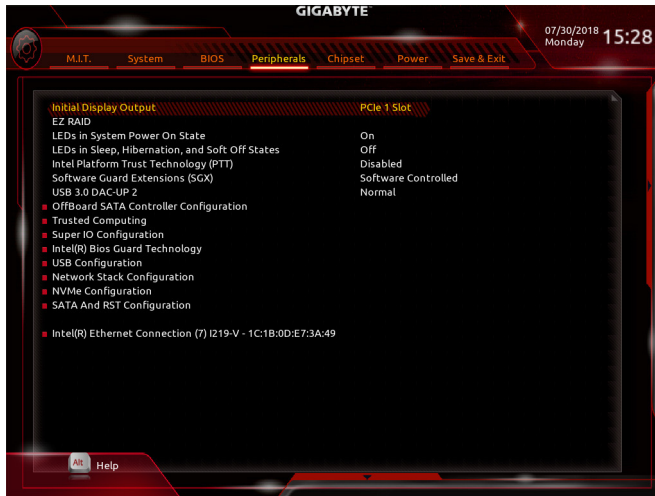 GIGABYTE
07/30/2018 15:28
Monday
M.I.T. System BIOS Peripherals Chipset Power Save & Exit
Initial Display Output PCIe 1 Slot
EZ RAID
LEDs in System Power On State On
LEDs in Sleep, Hibernation, and Soft Off States Off
Intel Platform Trust Technology (PTT) Disabled
Software Guard Extensions (SGX) Software Controlled
USB 3.0 DAC-UP 2 Normal
OffBoard SATA Controller Configuration
Trusted Computing
Super IO Configuration
Intel(R) Bios Guard Technology
USB Configuration
Network Stack Configuration
NVMe Configuration
SATA And RST Configuration
Intel(R) Ethernet Connection (7) I219-V - 1C:1B:0D:E7:3A:49
Alt Help